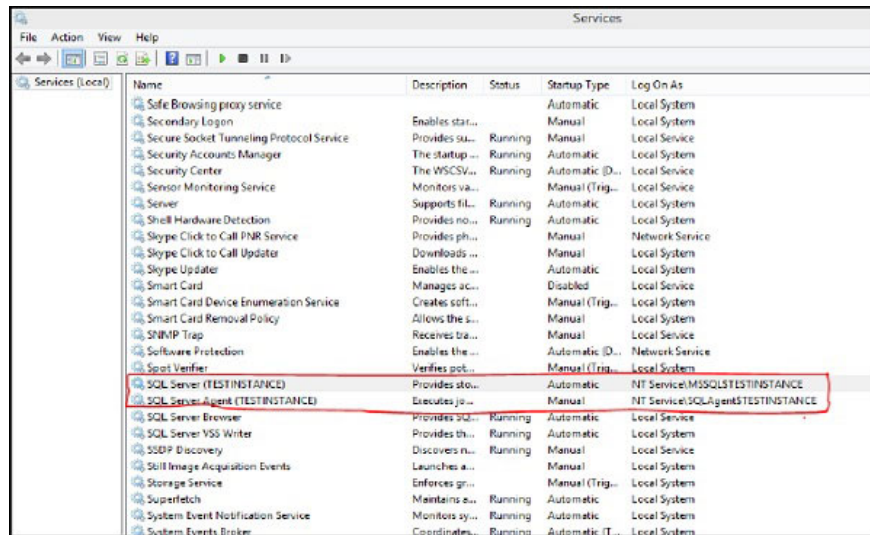 Services
File Action View Help
Services (Local)
Name Description Status Startup Type Log On As
Safe Browsing proxy service Automatic Local System
Secondary Logon Enables star... Manual Local System
Secure Socket Tunneling Protocol Service Provides su... Running Manual Local Service
Security Accounts Manager The startup ... Running Automatic Local System
Security Center The WSCSV... Running Automatic (D... Local Service
Sensor Monitoring Service Monitors va... Manual (Trig... Local Service
Server Supports fil... Running Automatic Local System
Shell Hardware Detection Provides no... Running Automatic Local System
Skype Click to Call PNR Service Provides ph... Manual Network Service
Skype Click to Call Updater Downloads ... Manual Local System
Skype Updater Enables the ... Automatic Local System
Smart Card Manages ac... Disabled Local Service
Smart Card Device Enumeration Service Creates soft... Manual (Trig... Local System
Smart Card Removal Policy Allows the s... Manual Local System
SNMP Trap Receives tra... Manual Local Service
Software Protection Enables the ... Automatic (D... Network Service
Spot Verifier Verifies pot... Manual (Trig... Local System
SQL Server (TESTINSTANCE) Provides sto... Automatic NT Service\MSSQL$TESTINSTANCE
SQL Server Agent (TESTINSTANCE) Executes jo... Manual NT Service\SQLAgent$TESTINSTANCE
SQL Server Browser Provides SQ... Running Automatic Local Service
SQL Server VSS Writer Provides th... Running Automatic Local System
SSDP Discovery Discovers n... Running Manual Local Service
Still Image Acquisition Events Launches a... Manual Local System
Storage Service Enforces gr... Manual (Trig... Local System
Superfetch Maintains a... Running Automatic Local System
System Event Notification Service Monitors sy... Running Automatic Local System
System Events Broker Coordinates... Running Automatic (T... Local System